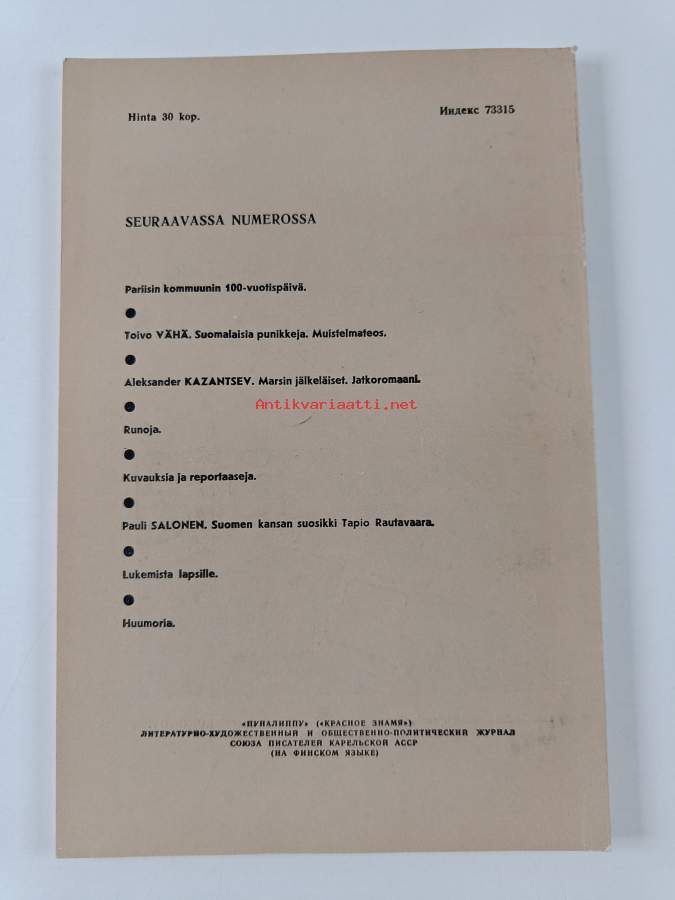 Hinta 30 kop.
Индекс 73315
SEURAAVASSA NUMEROSSA
Pariisin kommuunin 100-vuotispäivä.
Toivo VÄHÄ. Suomalaisia punikkeja. Muistelmateos.
Aleksander KAZANTSEV. Marsin jälkeläiset. Jatkoromaani.
Antikvariaatti.net
Runoja.
Kuvauksia ja reportaaseja.
Pauli SALONEN. Suomen kansan suosikki Tapio Rautavaara.
Lukemista lapsille.
Huumoria.
«ПУНАЛИППУ» («КРАСНОЕ ЗНАМЯ»)
ЛИТЕРАТУРНО-ХУДОЖЕСТВЕННЫЙ И ОБЩЕСТВЕННО-ПОЛИТИЧЕСКИЙ ЖУРНАЛ
СОЮЗА ПИСАТЕЛЕЙ КАРЕЛЬСКОЙ АССР
(НА ФИНСКОМ ЯЗЫКЕ)